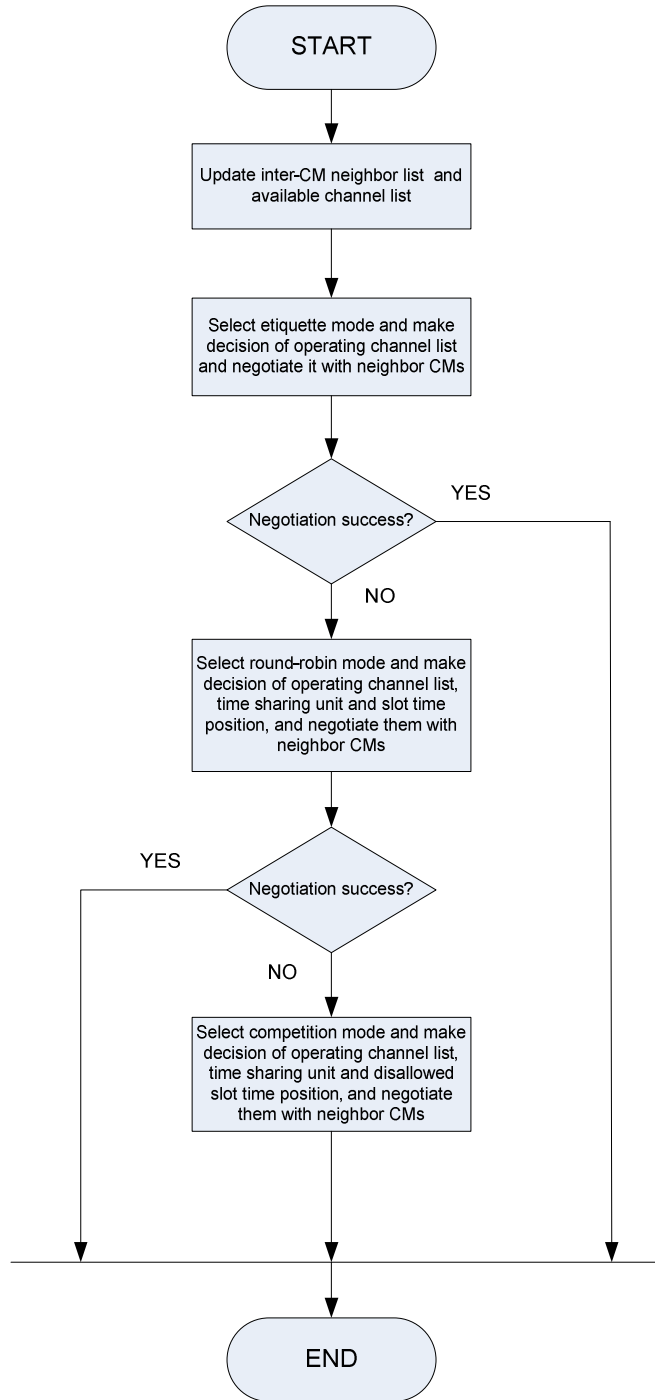 START
Update inter-CM neighbor list and
available channel list
Select etiquette mode and make
decision of operating channel list
and negotiate it with neighbor CMs
Negotiation success?
YES
NO
Select round-robin mode and make
decision of operating channel list,
time sharing unit and slot time
position, and negotiate them with
neighbor CMs
YES
Negotiation success?
NO
Select competition mode and make
decision of operating channel list,
time sharing unit and disallowed
slot time position, and negotiate
them with neighbor CMs
END